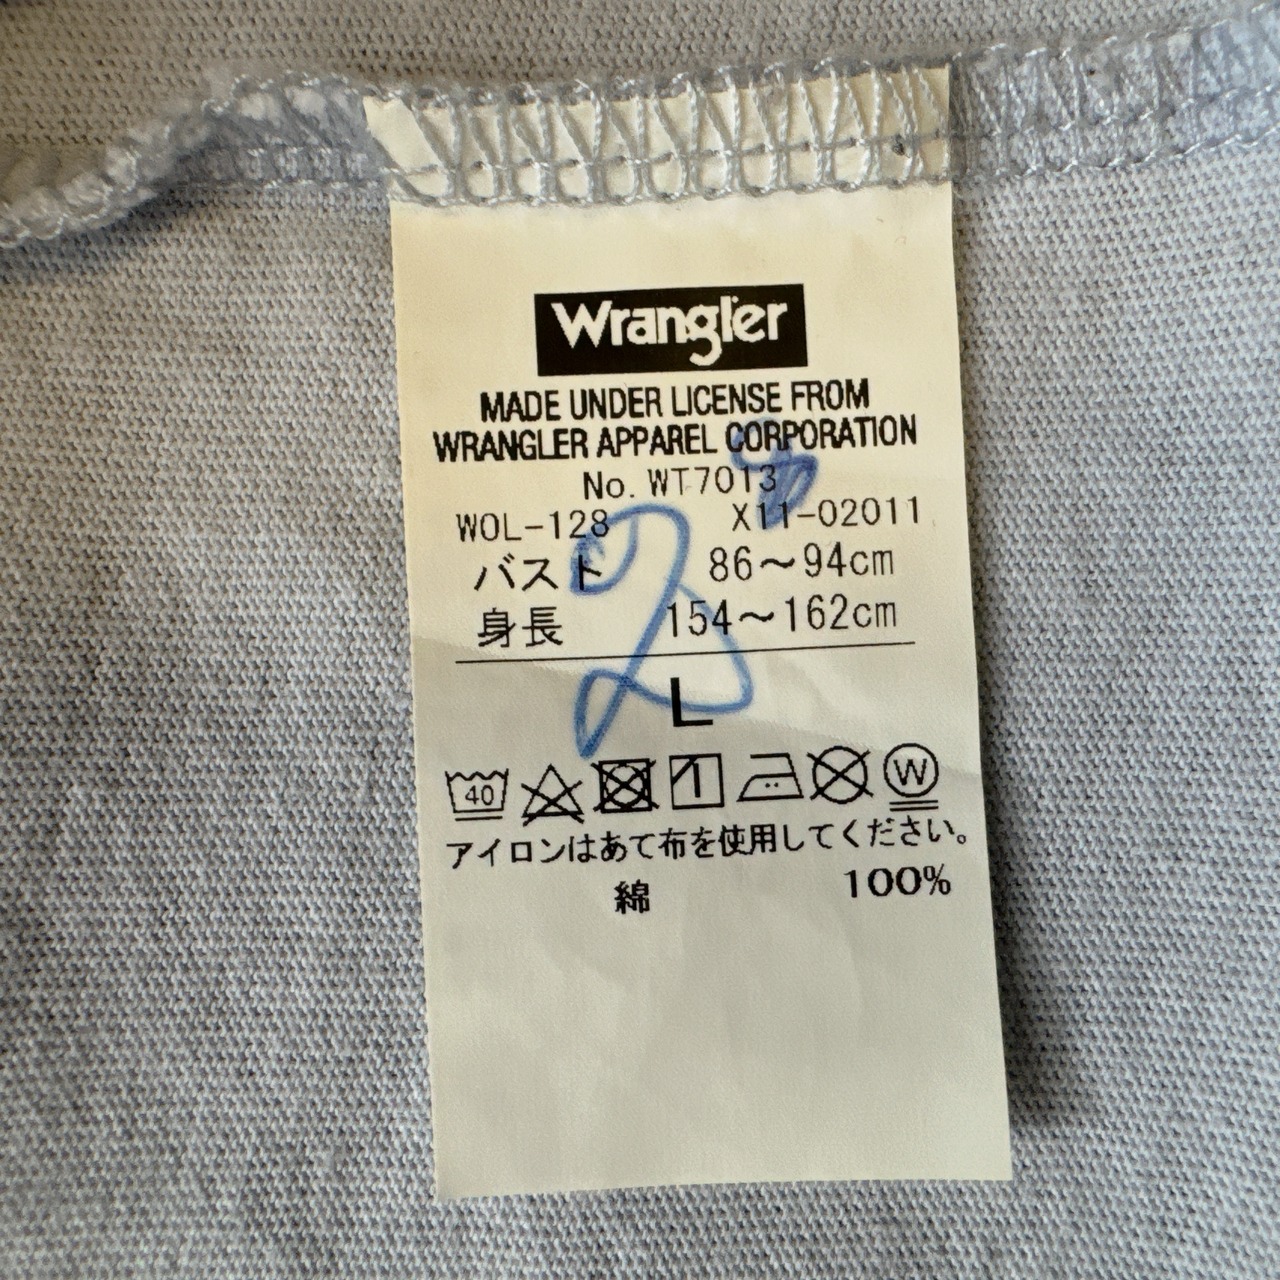 Wrangler
MADE UNDER LICENSE FROM
WRANGLER APPAREL CORPORATION
No. WT7013
WOL-128 X11-02011
バスト 86〜94cm
身長 154〜162cm
2
L
40 W
アイロンはあて布を使用してください。
綿 100%